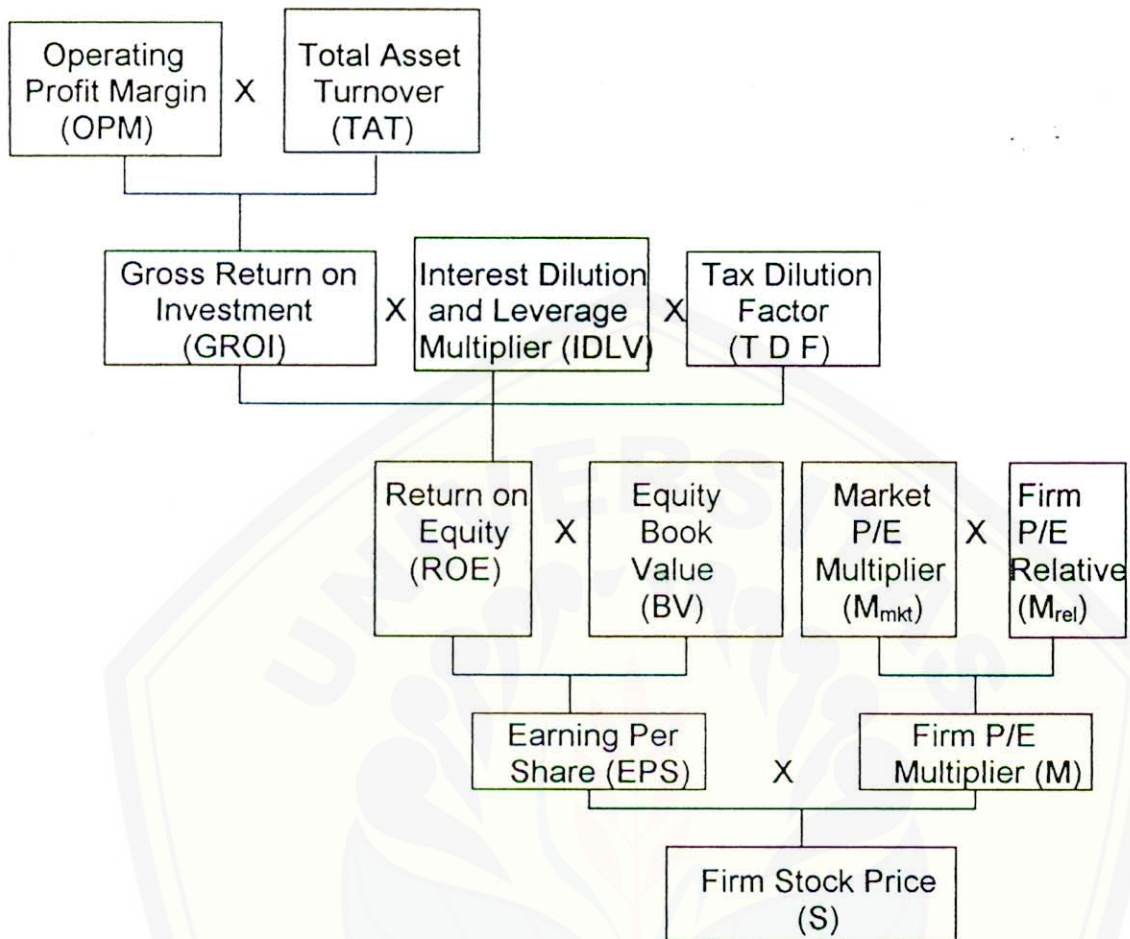 Operating
Profit Margin
(OPM)
X
Total Asset
Turnover
(TAT)
Gross Return on
Investment
(GROI)
X
Interest Dilution
and Leverage
Multiplier (IDLV)
X
Tax Dilution
Factor
(T D F)
Return on
Equity
(ROE)
X
Equity
Book
Value
(BV)
Market
P/E
Multiplier
(Mmkt)
X
Firm
P/E
Relative
(Mrel)
Earning Per
Share (EPS)
X
Firm P/E
Multiplier (M)
Firm Stock Price
(S)
UNIVERSITAS